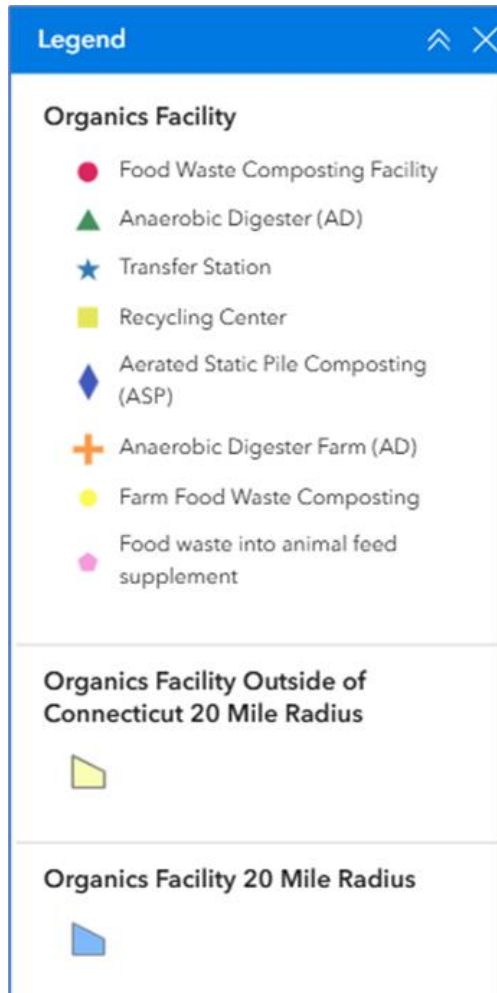 Legend
Organics Facility
Food Waste Composting Facility
Anaerobic Digester (AD)
Transfer Station
Recycling Center
Aerated Static Pile Composting
(ASP)
Anaerobic Digester Farm (AD)
Farm Food Waste Composting
Food waste into animal feed
supplement
Organics Facility Outside of
Connecticut 20 Mile Radius
Organics Facility 20 Mile Radius